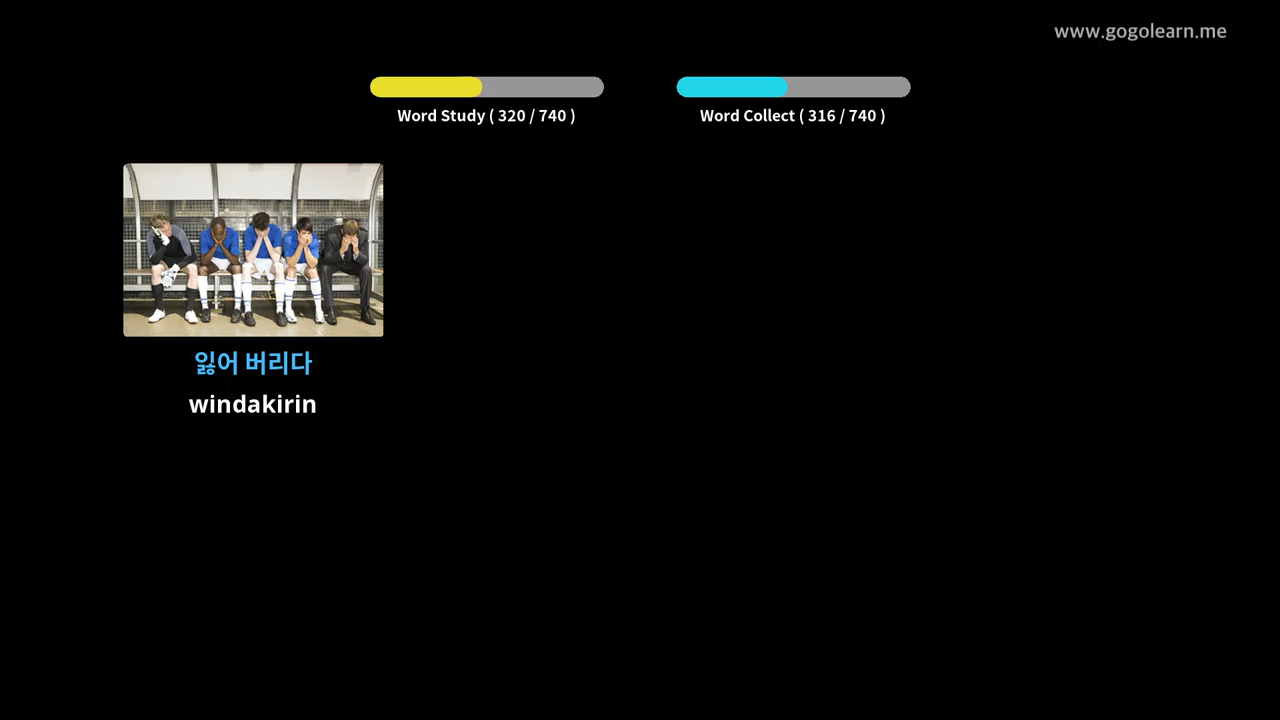 www.gogolearn.me
Word Study ( 320 / 740 )
Word Collect ( 316 / 740 )
잃어 버리다
windakirin